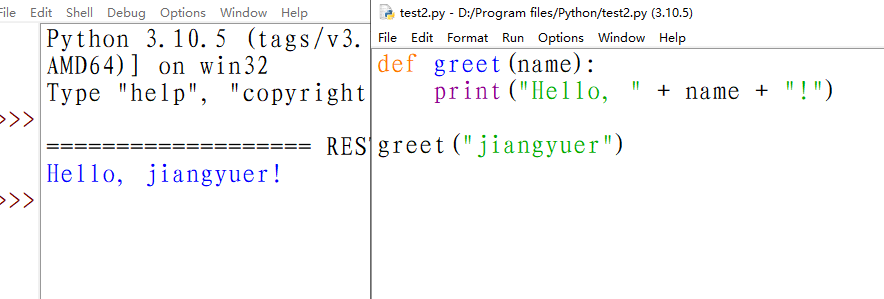 File Edit Shell Debug Options Window Help
Python 3.10.5 (tags/v3.
AMD64)] on win32
Type "help", "copyright
>>>
==================== RES
Hello, jiangyuer!
>>>
test2.py - D:/Program files/Python/test2.py (3.10.5)
File Edit Format Run Options Window Help
def greet(name):
    print("Hello, " + name + "!")
greet("jiangyuer")